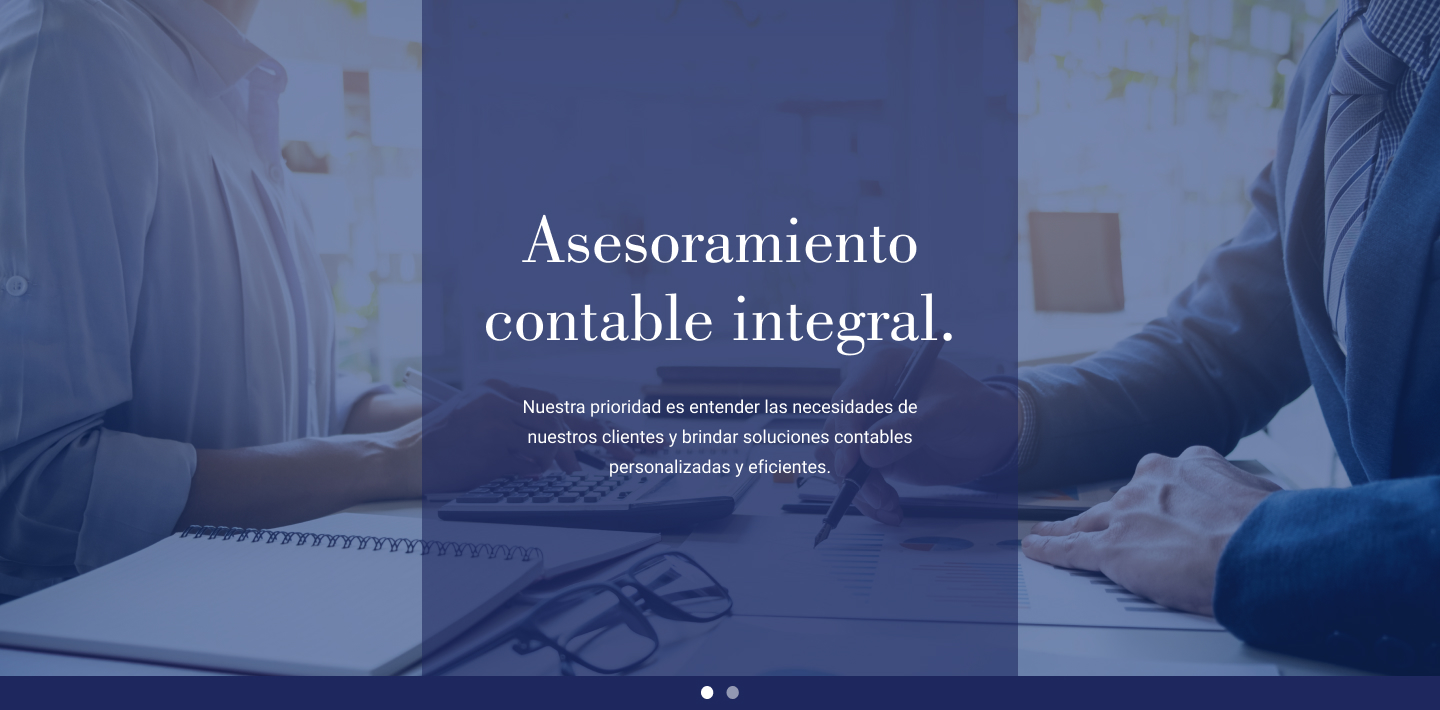 Asesoramiento
contable integral.
Nuestra prioridad es entender las necesidades de
nuestros clientes y brindar soluciones contables
personalizadas y eficientes.